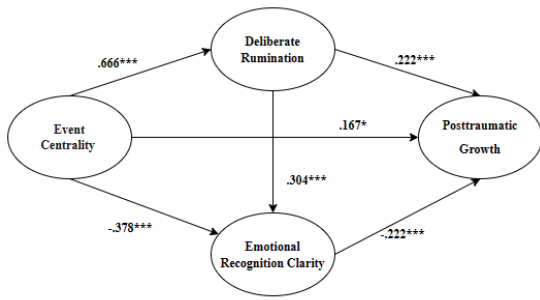 Deliberate
Rumination
.666***
.222***
Event
Centrality
.167*
Posttraumatic
Growth
.304***
-.378***
-.222***
Emotional
Recognition Clarity